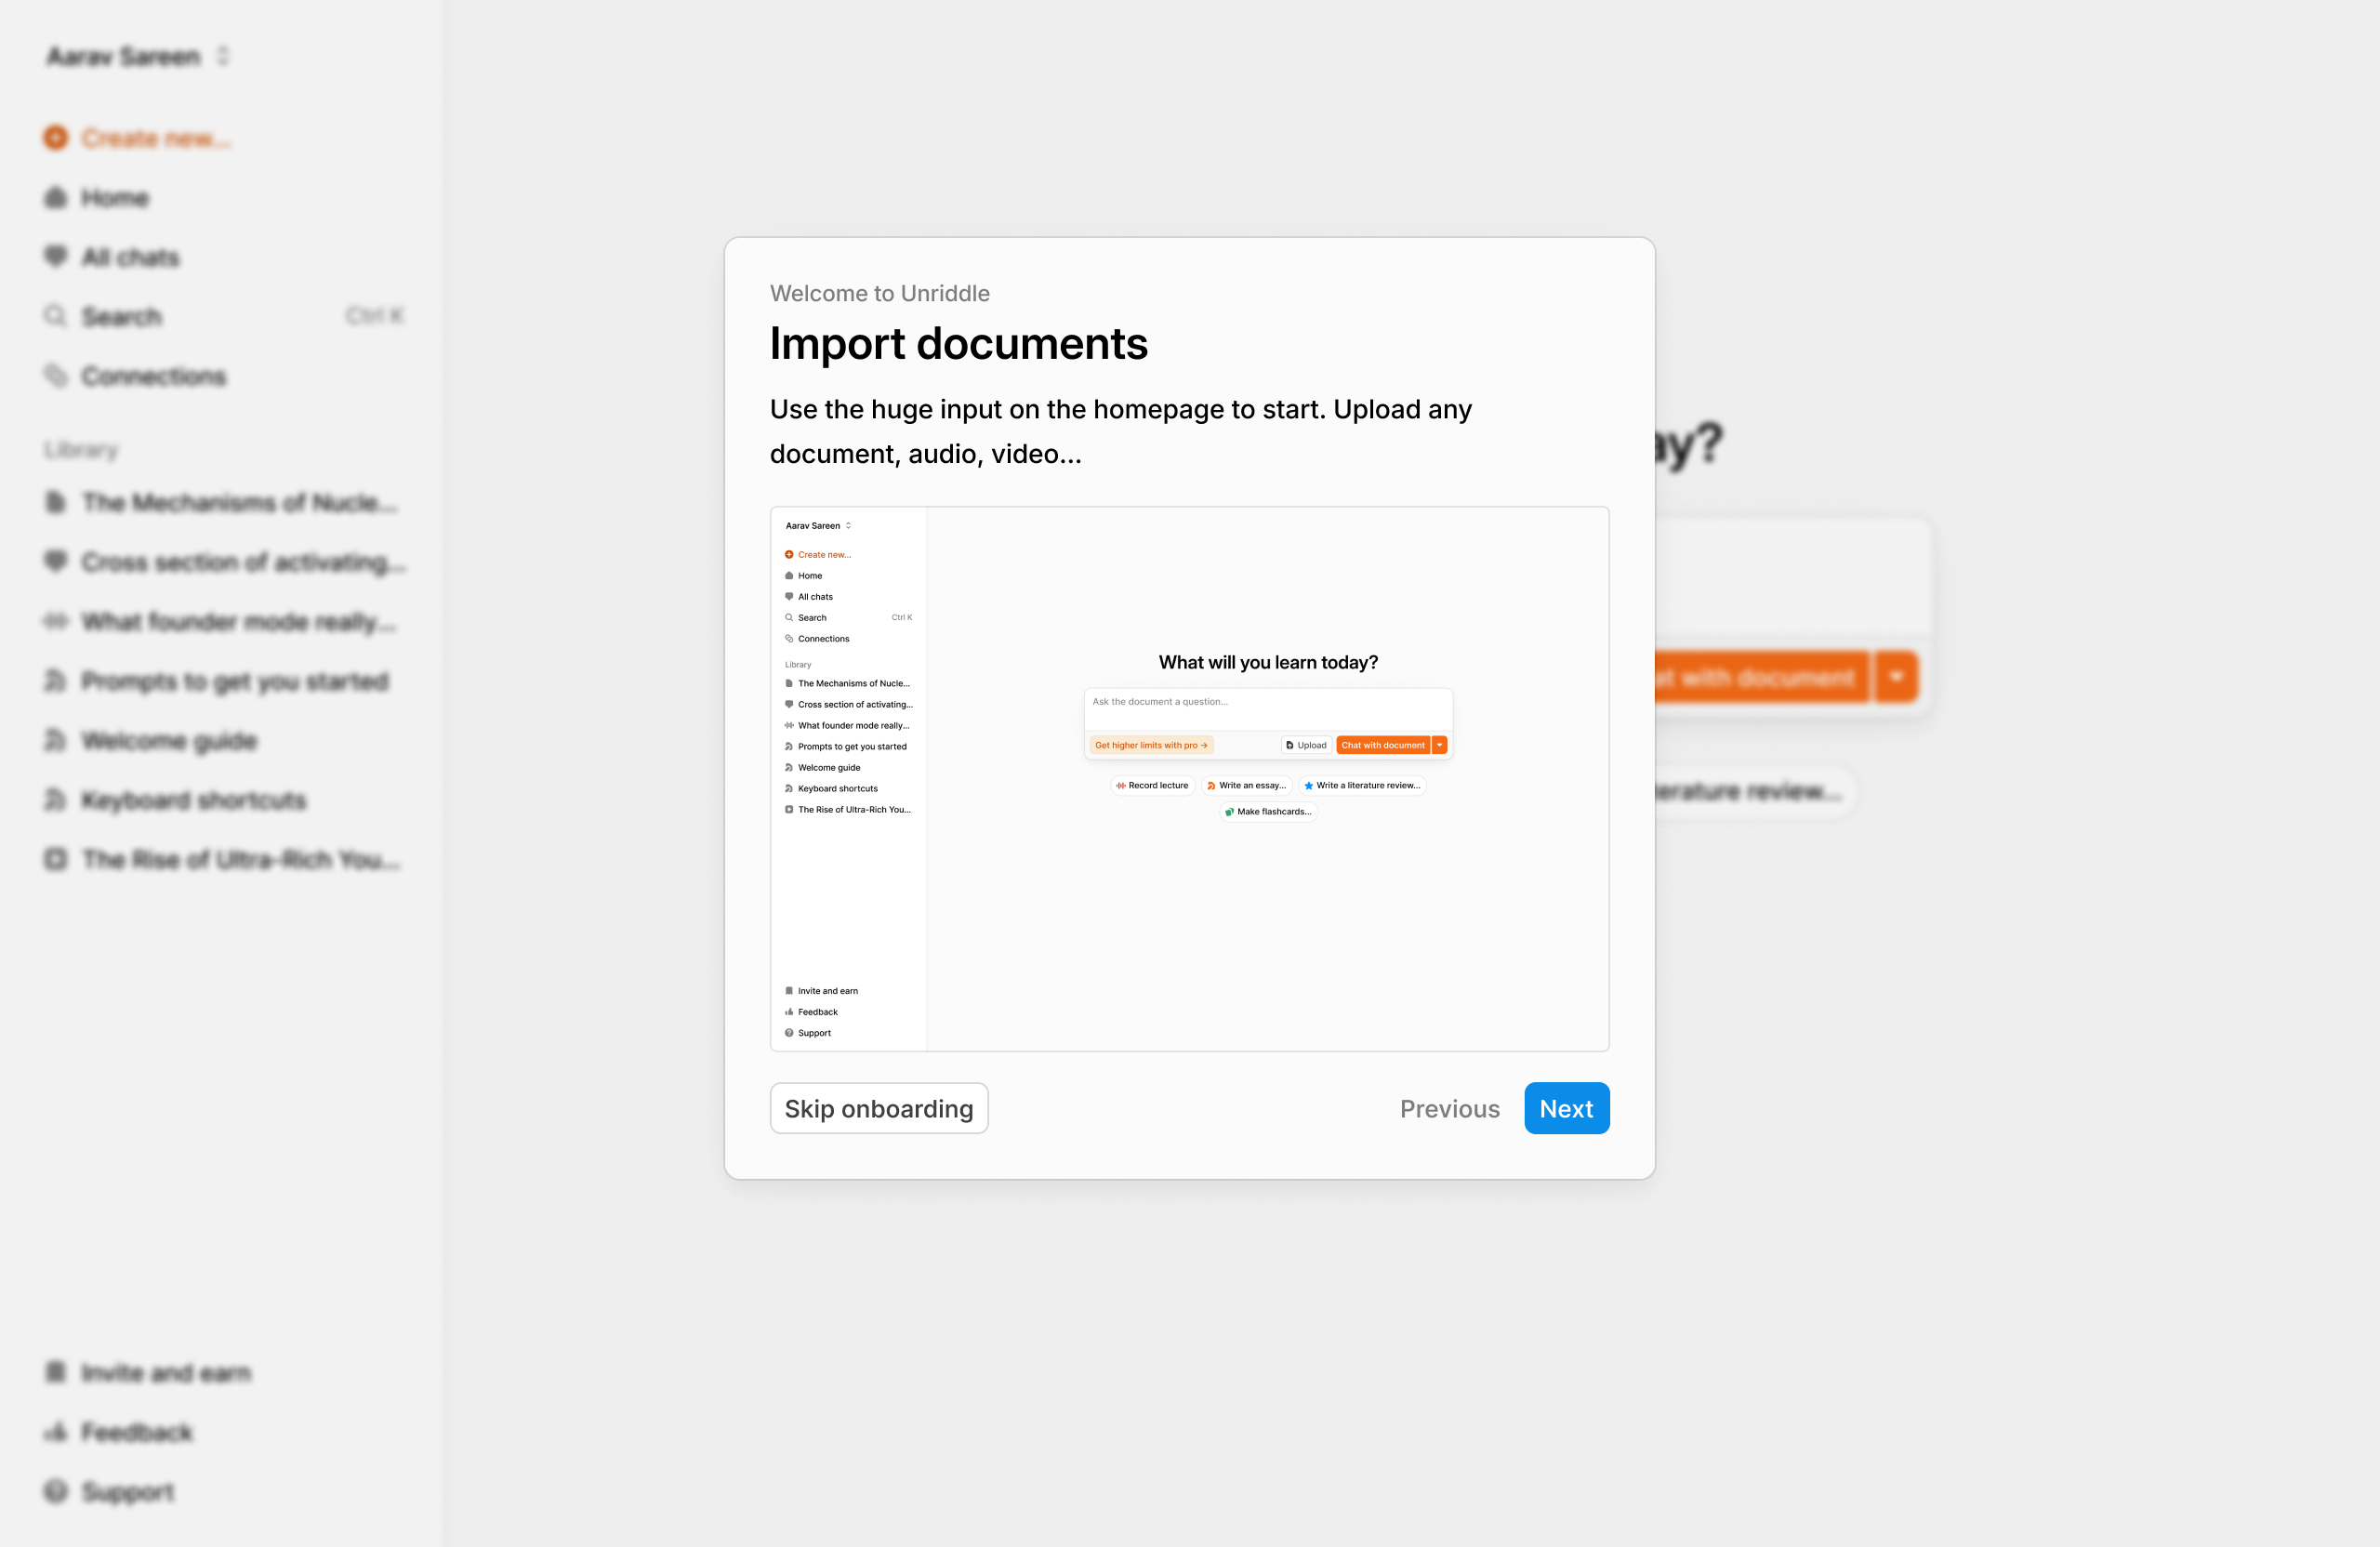 Aarav Sareen
Create new...
Home
All chats
Search Ctrl K
Connections
Library
The Mechanisms of Nucle...
Cross section of activating...
What founder mode really...
Prompts to get you started
Welcome guide
Keyboard shortcuts
The Rise of Ultra-Rich You...
Invite and earn
Feedback
Support
ay?
at with document
terature review...
Welcome to Unriddle
Import documents
Use the huge input on the homepage to start. Upload any
document, audio, video...
Aarav Sareen
Create new...
Home
All chats
Search Ctrl K
Connections
Library
The Mechanisms of Nucle...
Cross section of activating...
What founder mode really...
Prompts to get you started
Welcome guide
Keyboard shortcuts
The Rise of Ultra-Rich You...
Invite and earn
Feedback
Support
What will you learn today?
Ask the document a question...
Get higher limits with pro →
Upload
Chat with document
Record lecture
Write an essay...
Write a literature review...
Make flashcards...
Skip onboarding
Previous
Next